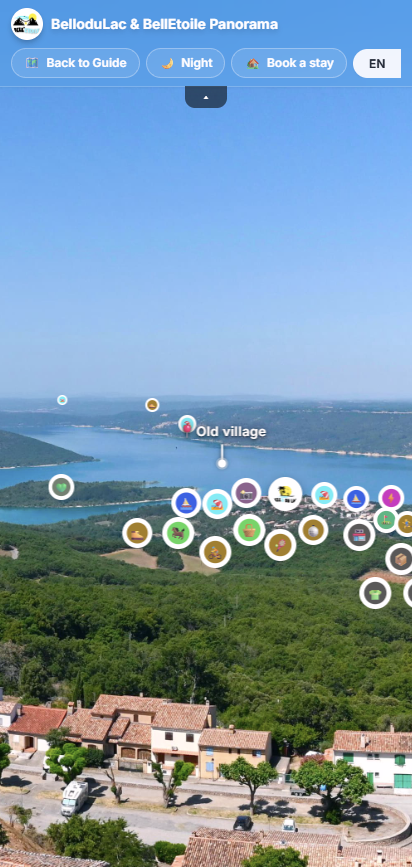 BelloduLac & BellEtoile Panorama
Back to Guide
Night
Book a stay
EN
Old village